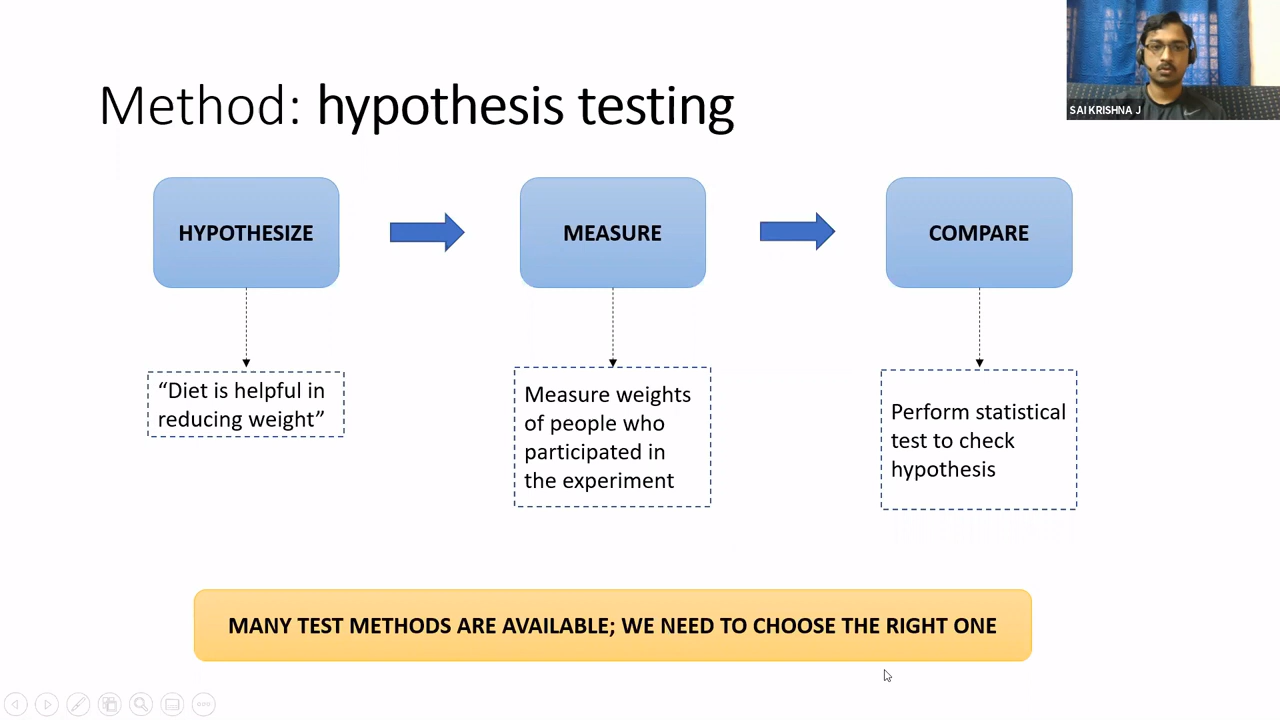 SAI KRISHNA J
Method: hypothesis testing
HYPOTHESIZE
MEASURE
COMPARE
“Diet is helpful in
reducing weight”
Measure weights
of people who
participated in
the experiment
Perform statistical
test to check
hypothesis
MANY TEST METHODS ARE AVAILABLE; WE NEED TO CHOOSE THE RIGHT ONE